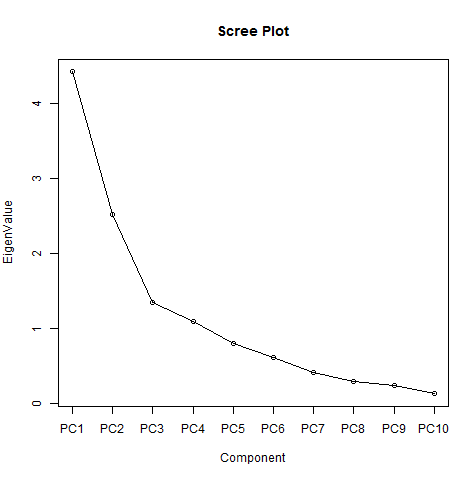 Scree Plot
EigenValue
4
3
2
1
0
PC1 PC2 PC3 PC4 PC5 PC6 PC7 PC8 PC9 PC10
Component